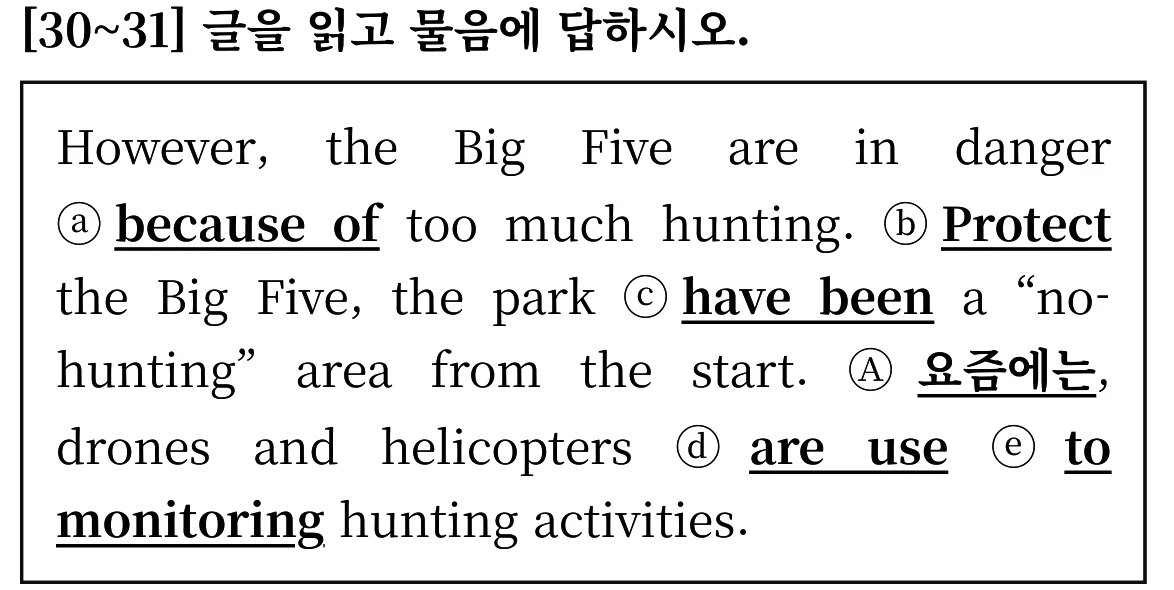 [30~31] 글을 읽고 물음에 답하시오.
However, the Big Five are in danger
ⓐ because of too much hunting. ⓑ Protect
the Big Five, the park ⓒ have been a “no-
hunting” area from the start. Ⓐ 요즘에는,
drones and helicopters ⓓ are use ⓔ to
monitoring hunting activities.